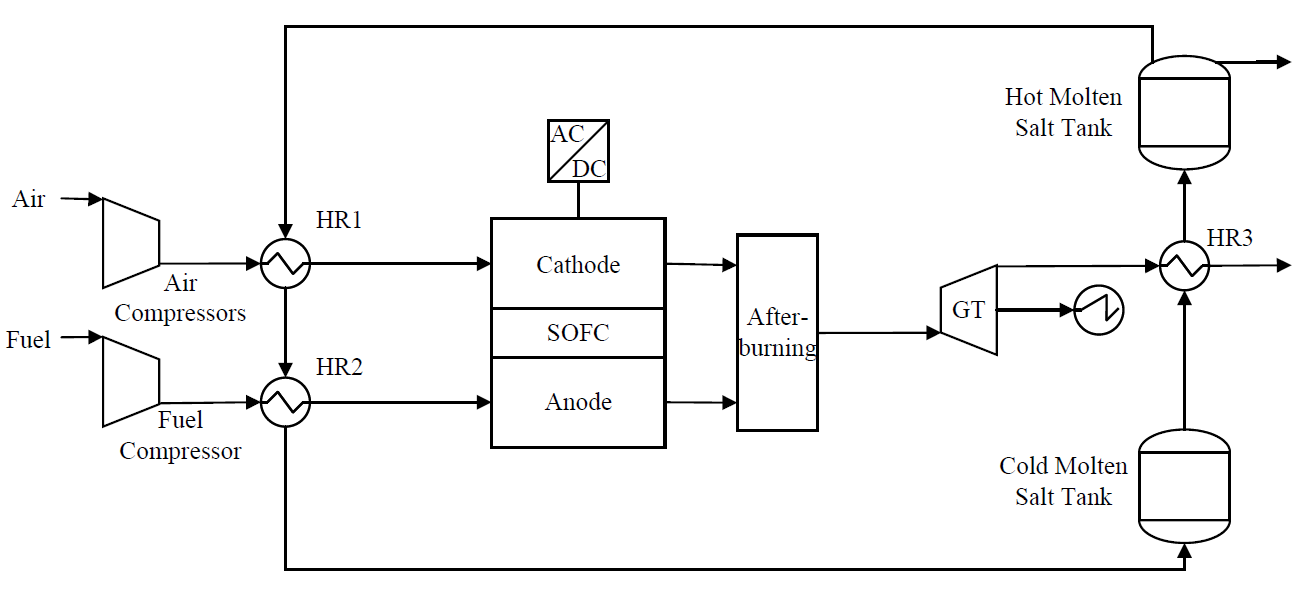 Hot Molten
Salt Tank
AC
DC
Air
HR1
HR3
Cathode
Air
Compressors
After-
burning
GT
Fuel
SOFC
HR2
Anode
Fuel
Compressor
Cold Molten
Salt Tank